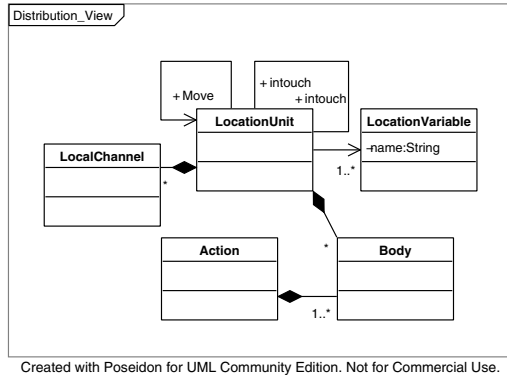 Distribution_View
+ intouch
+ Move
+ intouch
LocationUnit
LocationVariable
-name:String
LocalChannel
1..*
*
Action
*
Body
1..*
Created with Poseidon for UML Community Edition. Not for Commercial Use.